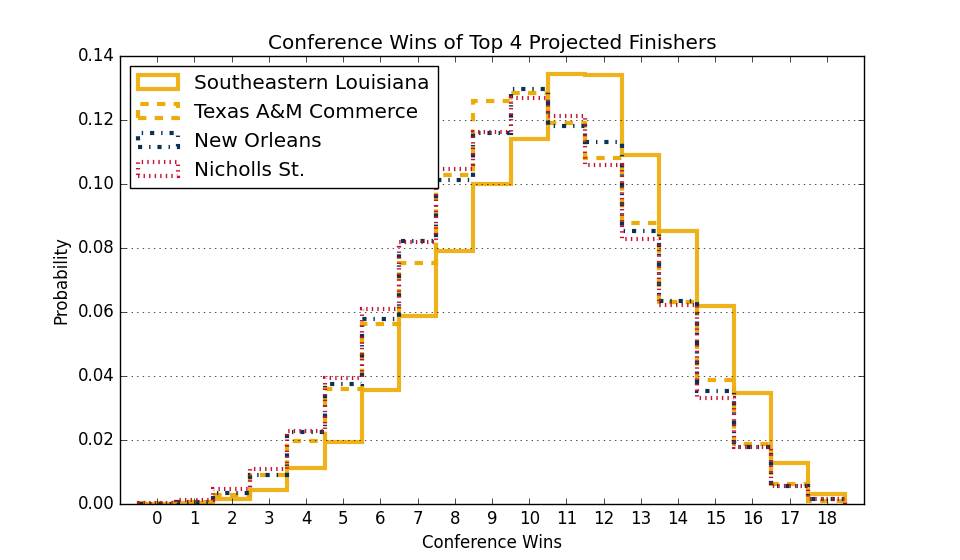 Conference Wins of Top 4 Projected Finishers
0.14
0.12
0.10
0.08
0.06
0.04
0.02
0.00
Probability
Southeastern Louisiana
Texas A&M Commerce
New Orleans
Nicholls St.
0 1 2 3 4 5 6 7 8 9 10 11 12 13 14 15 16 17 18
Conference Wins